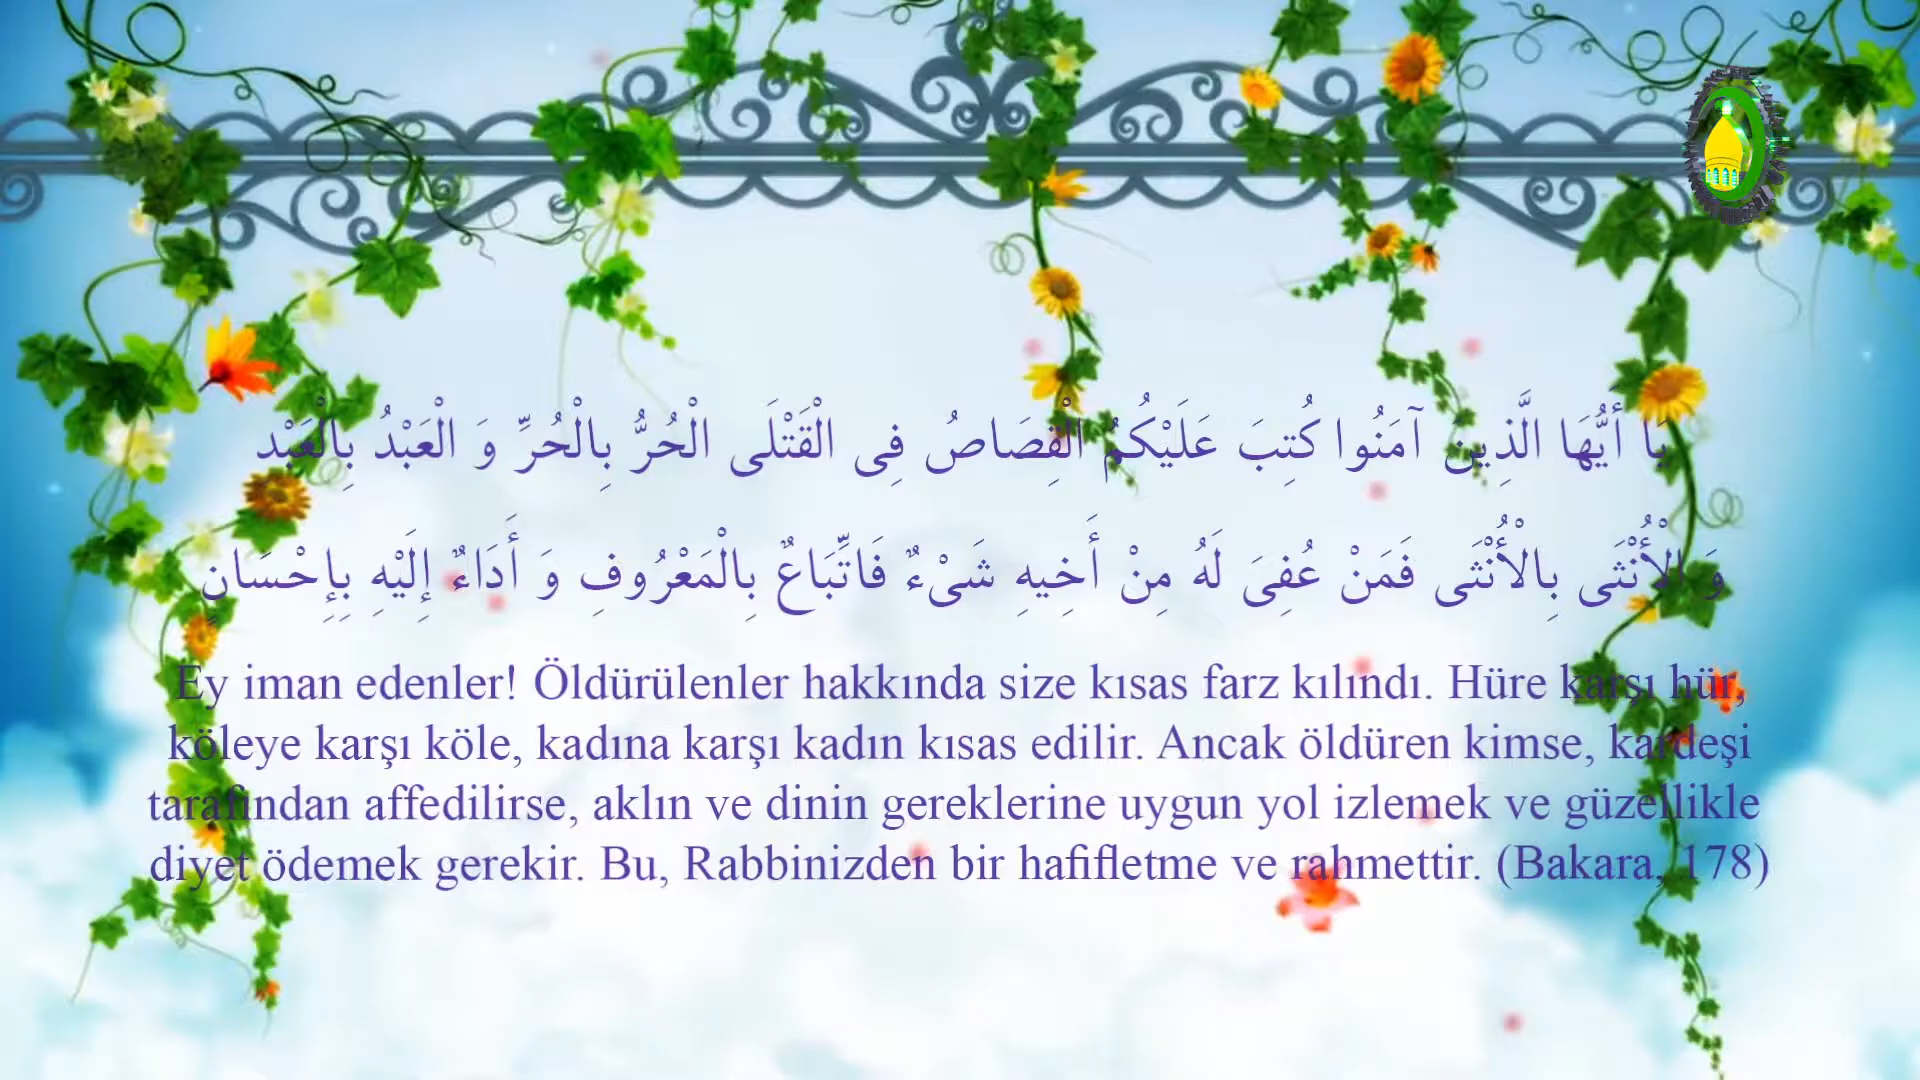 يَا أَيُّهَا الَّذِينَ آمَنُوا كُتِبَ عَلَيْكُمُ الْقِصَاصُ فِى الْقَتْلَى الْحُرُّ بِالْحُرِّ وَ الْعَبْدُ بِالْعَبْدِ
وَ الْأُنْثَى بِالْأُنْثَى فَمَنْ عُفِىَ لَهُ مِنْ أَخِيهِ شَىْءٌ فَاتِّبَاعٌ بِالْمَعْرُوفِ وَ أَدَاءٌ إِلَيْهِ بِإِحْسَانٍ
Ey iman edenler! Öldürülenler hakkında size kısas farz kılındı. Hüre karşı hür,
köleye karşı köle, kadına karşı kadın kısas edilir. Ancak öldüren kimse, kardeşi
tarafından affedilirse, aklın ve dinin gereklerine uygun yol izlemek ve güzellikle
diyet ödemek gerekir. Bu, Rabbinizden bir hafifletme ve rahmettir. (Bakara, 178)